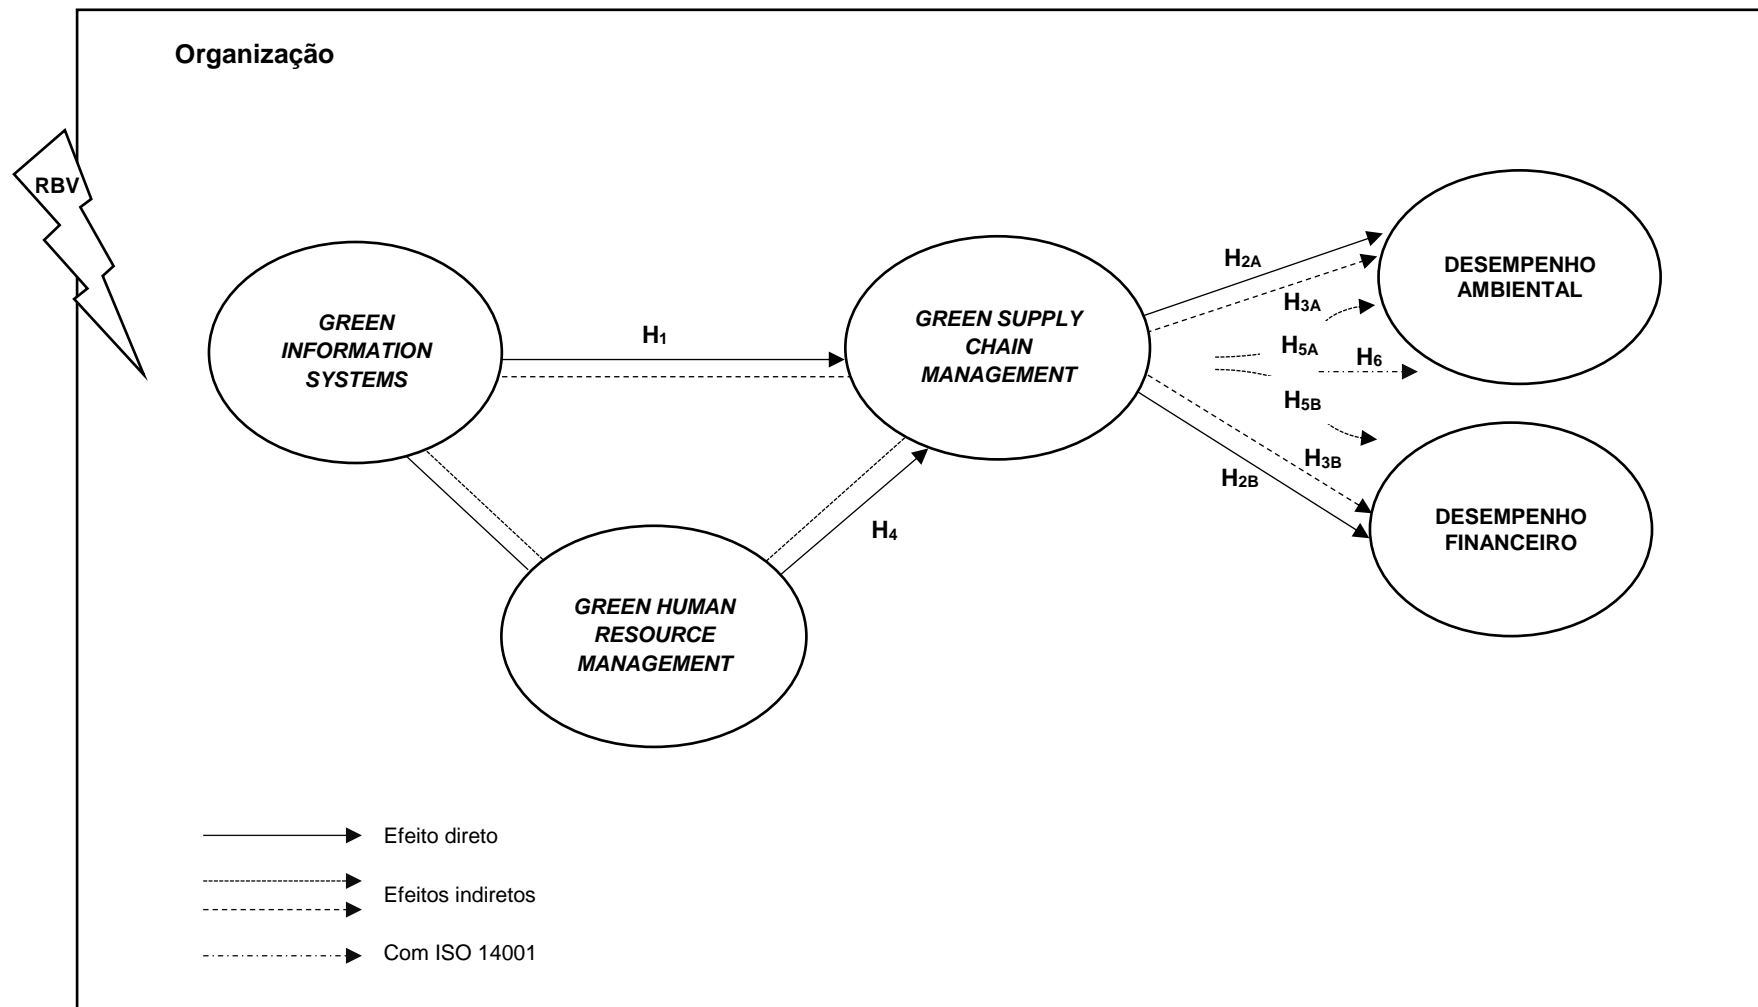 Organização
RBV
GREEN
INFORMATION
SYSTEMS
H1
GREEN SUPPLY
CHAIN
MANAGEMENT
H2A
H3A
H5A
H6
H5B
H3B
H2B
DESEMPENHO
AMBIENTAL
DESEMPENHO
FINANCEIRO
H4
GREEN HUMAN
RESOURCE
MANAGEMENT
Efeito direto
Efeitos indiretos
Com ISO 14001